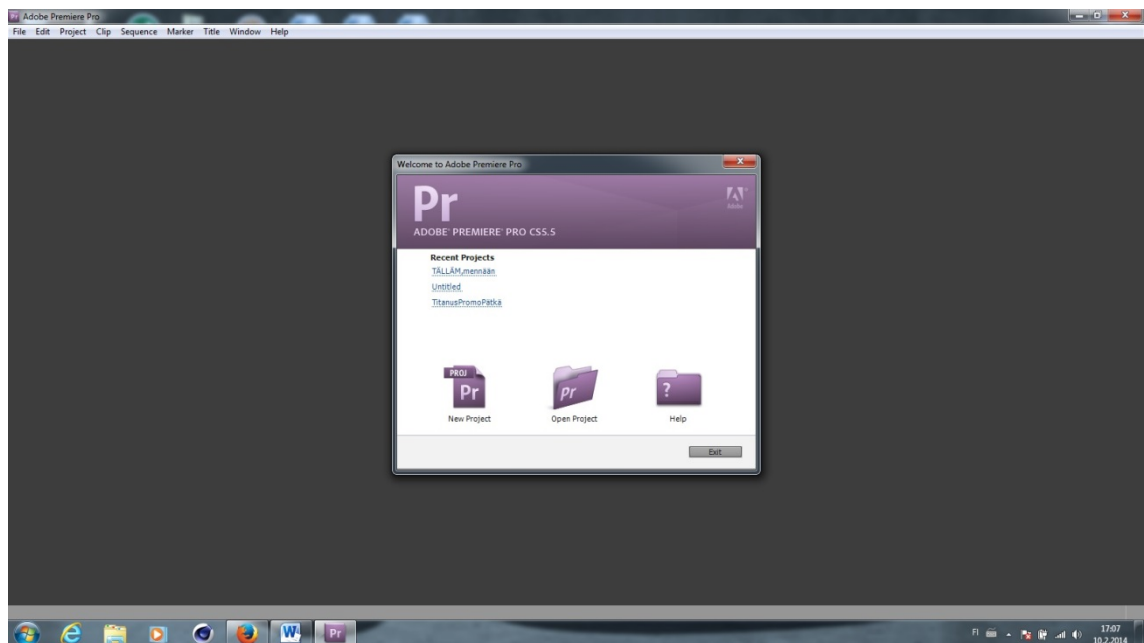 Adobe Premiere Pro
File Edit Project Clip Sequence Marker Title Window Help
Welcome to Adobe Premiere Pro
Pr
Adobe
ADOBE® PREMIERE® PRO CS5.5
Recent Projects
TÄLLÄM,mennään
Untitled
TitanusPromoPätkä
PROJ
Pr
Pr
?
New Project Open Project Help
Exit
W Pr
FI
17:07
10.2.2014